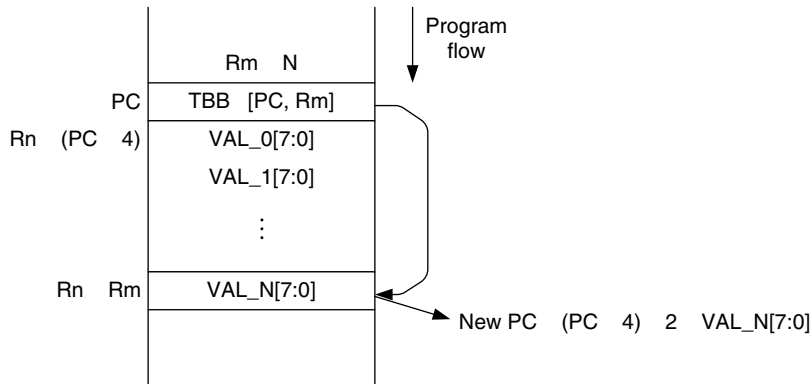 Program
flow
Rm N
PC
TBB [PC, Rm]
Rn (PC 4)
VAL_0[7:0]
VAL_1[7:0]
⋮
Rn Rm
VAL_N[7:0]
New PC (PC 4) 2 VAL_N[7:0]